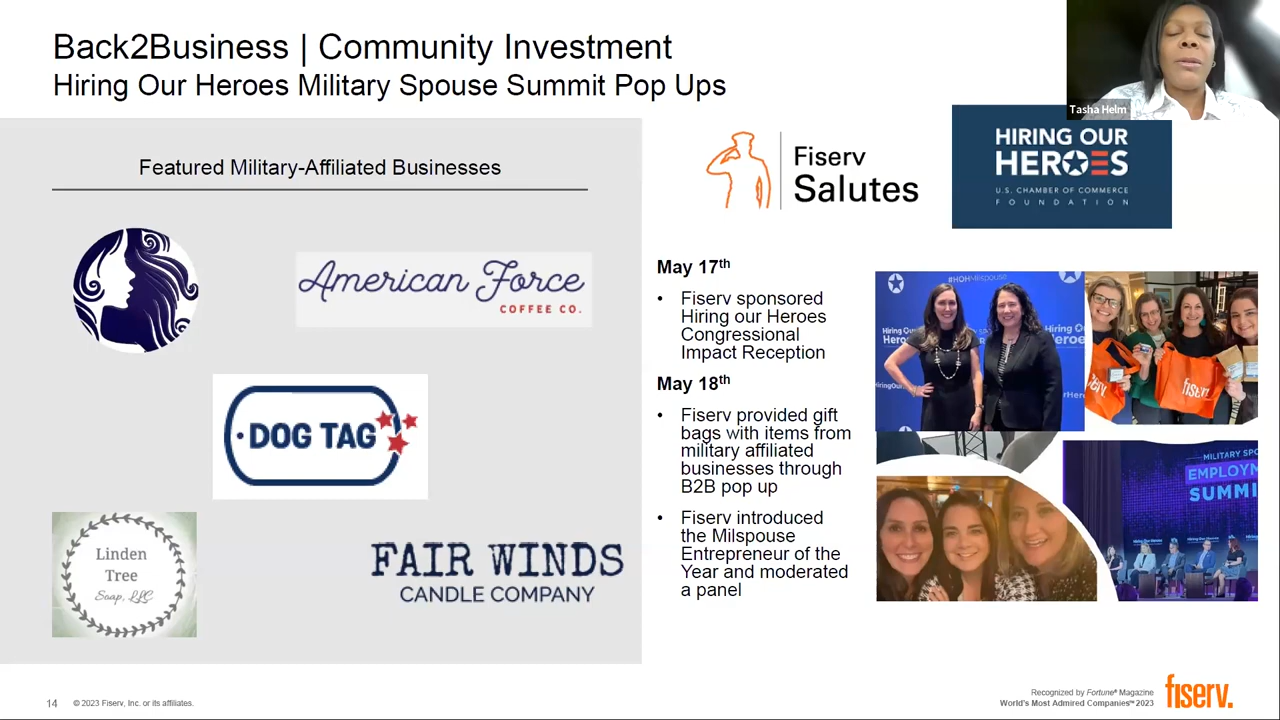 Back2Business | Community Investment
Hiring Our Heroes Military Spouse Summit Pop Ups
Tasha Helm
Featured Military-Affiliated Businesses
American Force
COFFEE CO.
DOG TAG
Linden
Tree
Soap, LLC
FAIR WINDS
CANDLE COMPANY
Fiserv
Salutes
HIRING OUR
HEROES
U.S. CHAMBER OF COMMERCE
FOUNDATION
May 17th
• Fiserv sponsored
Hiring our Heroes
Congressional
Impact Reception
May 18th
• Fiserv provided gift
bags with items from
military affiliated
businesses through
B2B pop up
• Fiserv introduced
the Milspouse
Entrepreneur of the
Year and moderated
a panel
#HOHMilspouse
fiserv.
MILITARY SPO
EMPLOYM
SUMMI
14 © 2023 Fiserv, Inc. or its affiliates.
Recognized by Fortune® Magazine
World's Most Admired Companies™ 2023
fiserv.